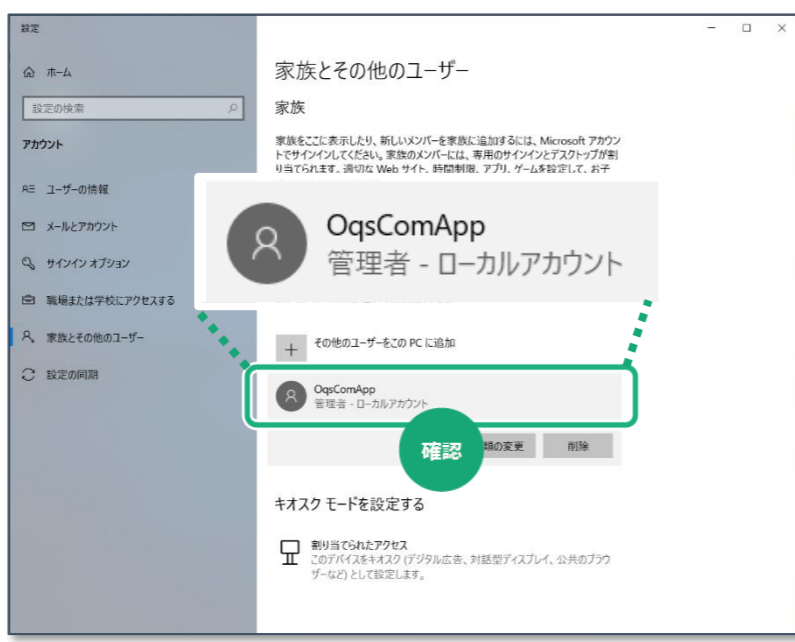 設定
ホーム
設定の検索
アカウント
ユーザーの情報
メールとアカウント
サインイン オプション
職場または学校にアクセスする
家族とその他のユーザー
設定の同期
家族とその他のユーザー
家族
家族をここに表示したり、新しいメンバーを家族に追加するには、Microsoft アカウン
トでサインインしてください。家族のメンバーには、専用のサインインとデスクトップが割
り当てられます。適切な Web サイト、時間制限、アプリ、ゲームを設定して、お子
OqsComApp
管理者 - ローカルアカウント
その他のユーザーをこの PC に追加
OqsComApp
管理者 - ローカルアカウント
確認
類の変更
削除
キオスク モードを設定する
割り当てられたアクセス
このデバイスをキオスク (デジタル広告、対話型ディスプレイ、公共のブラウ
ザーなど) として設定します。